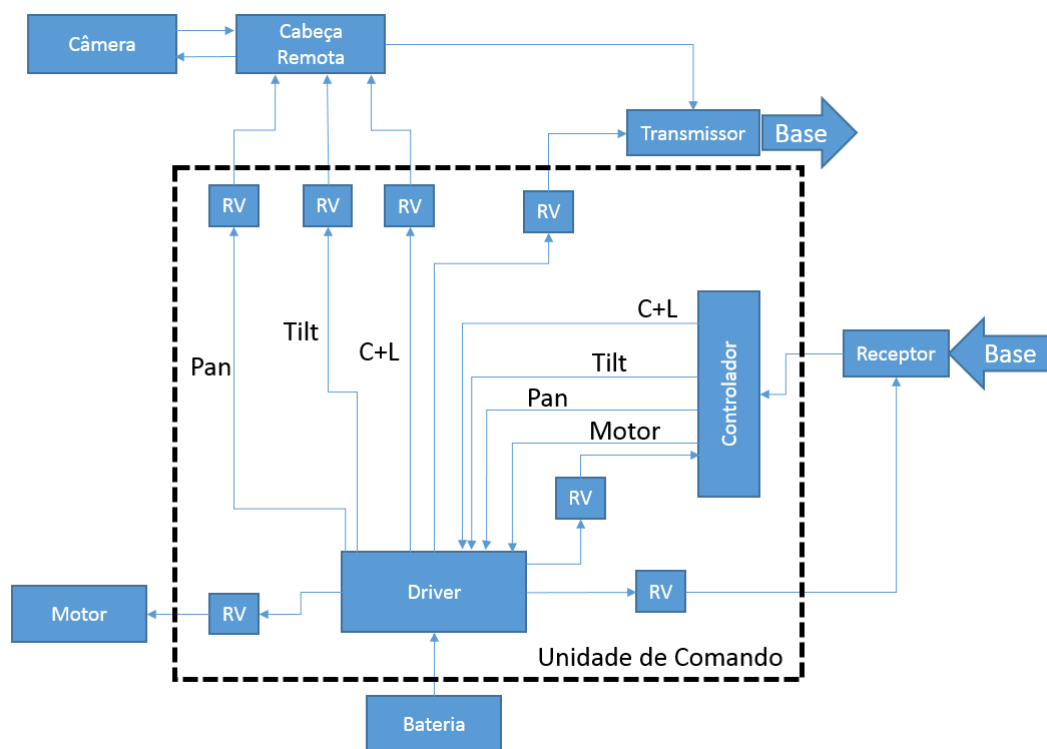 Câmera
Cabeça
Remota
Transmissor
Base
RV
RV
RV
RV
C+L
Tilt
C+L
Pan
Tilt
Pan
Motor
Controlador
Receptor
Base
RV
Driver
RV
Motor
RV
Unidade de Comando
Bateria